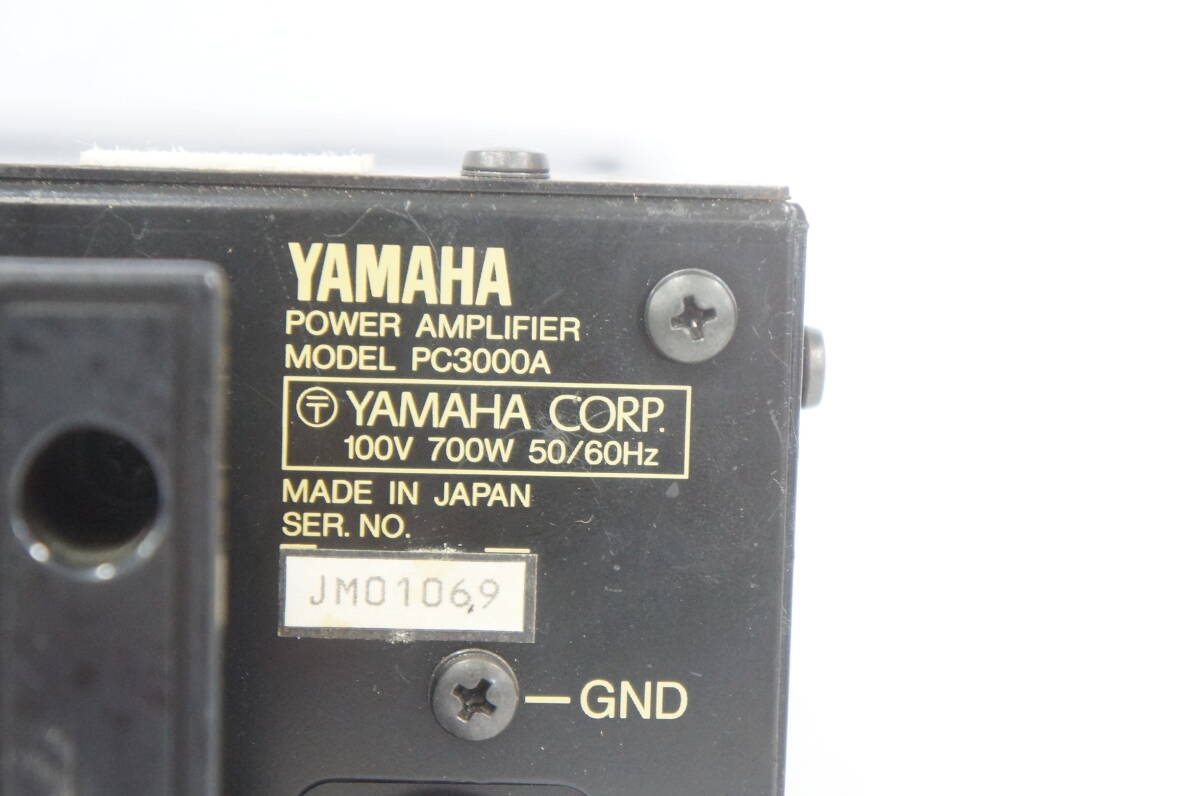 YAMAHA
POWER AMPLIFIER
MODEL PC3000A
〶 YAMAHA CORP.
100V 700W 50/60Hz
MADE IN JAPAN
SER. NO.
JM01069
GND